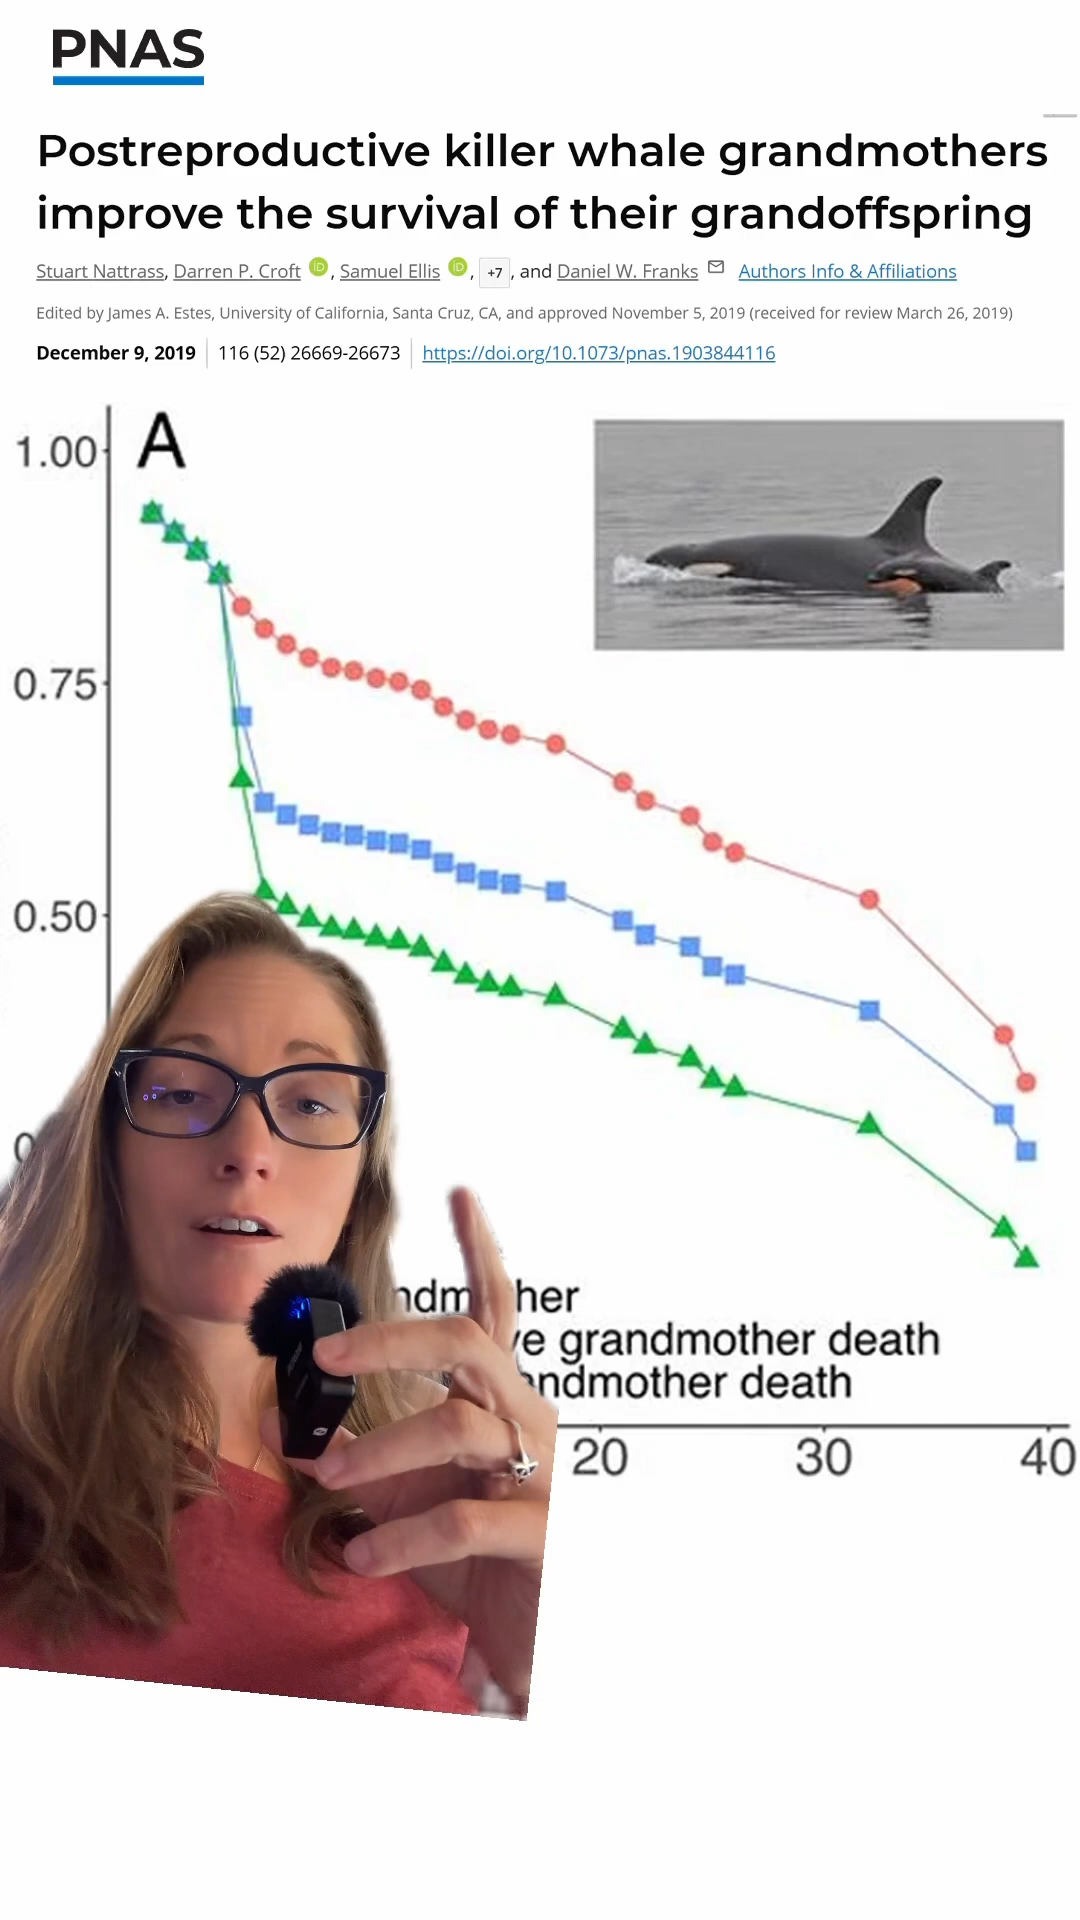 PNAS
Postreproductive killer whale grandmothers
improve the survival of their grandoffspring
Stuart Nattrass, Darren P. Croft iD, Samuel Ellis iD, +7, and Daniel W. Franks Authors Info & Affiliations
Edited by James A. Estes, University of California, Santa Cruz, CA, and approved November 5, 2019 (received for review March 26, 2019)
December 9, 2019 116 (52) 26669-26673 https://doi.org/10.1073/pnas.1903844116
A
1.00
0.75
0.50
grandmother death
death
20 30 40